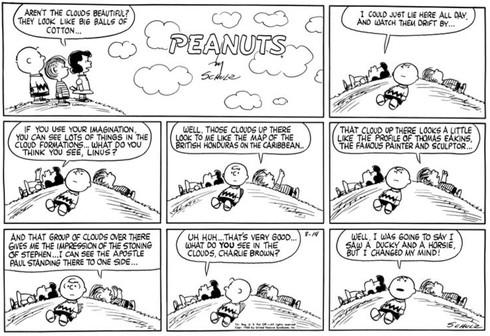 AREN'T THE CLOUDS BEAUTIFUL?
THEY LOOK LIKE BIG BALLS OF
COTTON...
PEANUTS
by
SCHULZ
I COULD JUST LIE HERE ALL DAY,
AND WATCH THEM DRIFT BY...
IF YOU USE YOUR IMAGINATION,
YOU CAN SEE LOTS OF THINGS IN THE
CLOUD FORMATIONS... WHAT DO YOU
THINK YOU SEE, LINUS?
WELL, THOSE CLOUDS UP THERE
LOOK TO ME LIKE THE MAP OF THE
BRITISH HONDURAS ON THE CARIBBEAN..
THAT CLOUD UP THERE LOOKS A LITTLE
LIKE THE PROFILE OF THOMAS EAKINS,
THE FAMOUS PAINTER AND SCULPTOR...
AND THAT GROUP OF CLOUDS OVER THERE
GIVES ME THE IMPRESSION OF THE STONING
OF STEPHEN... I CAN SEE THE APOSTLE
PAUL STANDING THERE TO ONE SIDE...
UH HUH...THAT'S VERY GOOD...
WHAT DO YOU SEE IN THE
CLOUDS, CHARLIE BROWN?
8-14
WELL, I WAS GOING TO SAY I
SAW A DUCKY AND A HORSIE,
BUT I CHANGED MY MIND!
SCHULZ